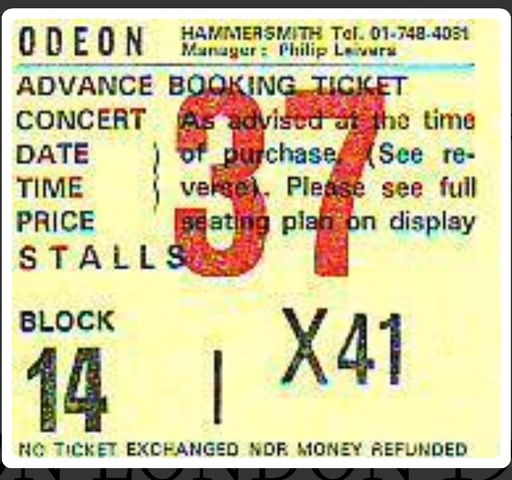 ODEON
HAMMERSMITH Tel. 01-748-4081
Manager: Philip Leivers
ADVANCE BOOKING TICKET
CONCERT ) As advised at the time
DATE ) of purchase. (See re-
TIME ) verse). Please see full
PRICE seating plan on display
37
STALLS
BLOCK
14 | X41
NO TICKET EXCHANGED NOR MONEY REFUNDED
LONDON